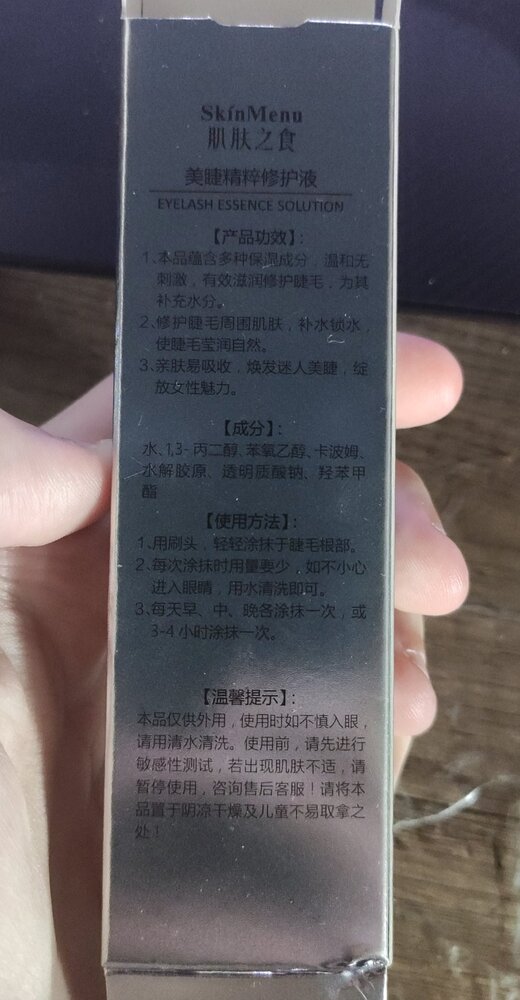 SkinMenu
肌肤之食
美睫精粹修护液
EYELASH ESSENCE SOLUTION
【产品功效】：
1、本品蕴含多种保湿成分，温和无
刺激，有效滋润修护睫毛，为其
补充水分。
2、修护睫毛周围肌肤，补水锁水，
使睫毛莹润自然。
3、亲肤易吸收，焕发迷人美睫，绽
放女性魅力。
【成分】：
水、1,3-丙二醇、苯氧乙醇、卡波姆、
水解胶原、透明质酸钠、羟苯甲
酯
【使用方法】：
1、用刷头，轻轻涂抹于睫毛根部。
2、每次涂抹时用量要少，如不小心
进入眼睛，用水清洗即可。
3、每天早、中、晚各涂抹一次，或
3-4小时涂抹一次。
【温馨提示】：
本品仅供外用，使用时如不慎入眼，
请用清水清洗。使用前，请先进行
敏感性测试，若出现肌肤不适，请
暂停使用，咨询售后客服！请将本
品置于阴凉干燥及儿童不易取拿之
处！